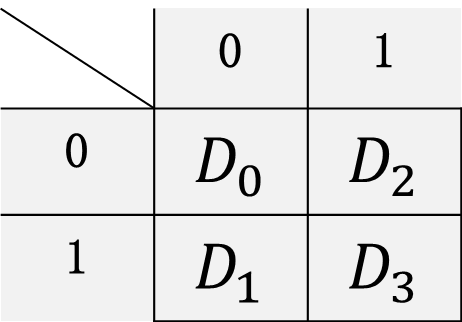 0 1
0 D₀ D₂
1 D₁ D₃